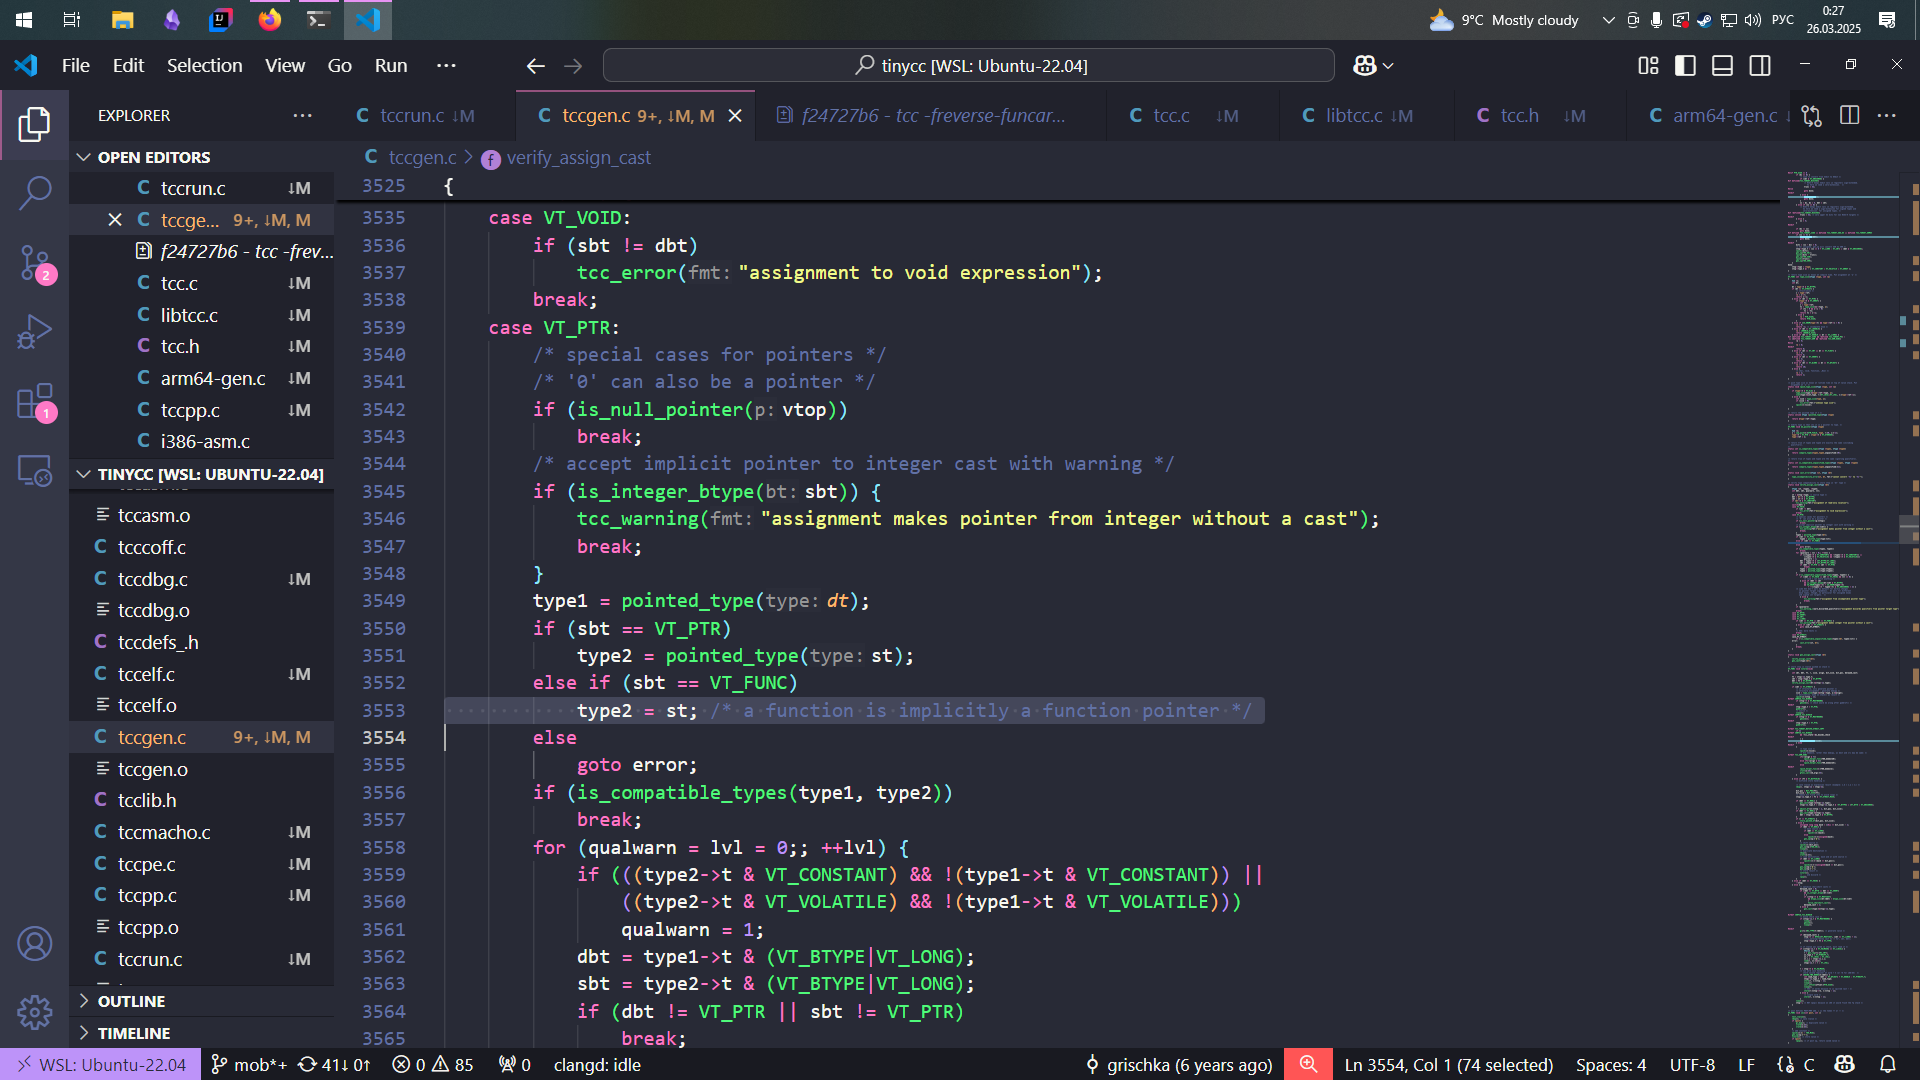 9°C Mostly cloudy
РУС
0:27
26.03.2025
File Edit Selection View Go Run ···
tinycc [WSL: Ubuntu-22.04]
EXPLORER
tccrun.c ↓M
tccgen.c 9+, ↓M, M
f24727b6 - tcc -freverse-funcar...
tcc.c ↓M
libtcc.c ↓M
tcc.h ↓M
arm64-gen.c
OPEN EDITORS
tccrun.c ↓M
tccge... 9+, ↓M, M
f24727b6 - tcc -frev...
tcc.c ↓M
libtcc.c ↓M
tcc.h ↓M
arm64-gen.c ↓M
tccpp.c ↓M
i386-asm.c
2
1
TINYCC [WSL: UBUNTU-22.04]
tccasm.o
tcccoff.c
tccdbg.c ↓M
tccdbg.o
tccdefs_.h
tccelf.c ↓M
tccelf.o
tccgen.c 9+, ↓M, M
tccgen.o
tcclib.h
tccmacho.c ↓M
tccpe.c ↓M
tccpp.c ↓M
tccpp.o
tccrun.c ↓M
OUTLINE
TIMELINE
tccgen.c > verify_assign_cast
3525 {
3535 case VT_VOID:
3536 if (sbt != dbt)
3537 tcc_error(fmt: "assignment to void expression");
3538 break;
3539 case VT_PTR:
3540 /* special cases for pointers */
3541 /* '0' can also be a pointer */
3542 if (is_null_pointer(p: vtop))
3543 break;
3544 /* accept implicit pointer to integer cast with warning */
3545 if (is_integer_btype(bt: sbt)) {
3546 tcc_warning(fmt: "assignment makes pointer from integer without a cast");
3547 break;
3548 }
3549 type1 = pointed_type(type: dt);
3550 if (sbt == VT_PTR)
3551 type2 = pointed_type(type: st);
3552 else if (sbt == VT_FUNC)
3553 type2 = st; /* a function is implicitly a function pointer */
3554 else
3555 goto error;
3556 if (is_compatible_types(type1, type2))
3557 break;
3558 for (qualwarn = lvl = 0;; ++lvl) {
3559 if (((type2->t & VT_CONSTANT) && !(type1->t & VT_CONSTANT)) ||
3560 ((type2->t & VT_VOLATILE) && !(type1->t & VT_VOLATILE)))
3561 qualwarn = 1;
3562 dbt = type1->t & (VT_BTYPE|VT_LONG);
3563 sbt = type2->t & (VT_BTYPE|VT_LONG);
3564 if (dbt != VT_PTR || sbt != VT_PTR)
3565 break;
WSL: Ubuntu-22.04 mob*+ 41↓ 0↑ 0 85 0 clangd: idle
grischka (6 years ago) Ln 3554, Col 1 (74 selected) Spaces: 4 UTF-8 LF {} C